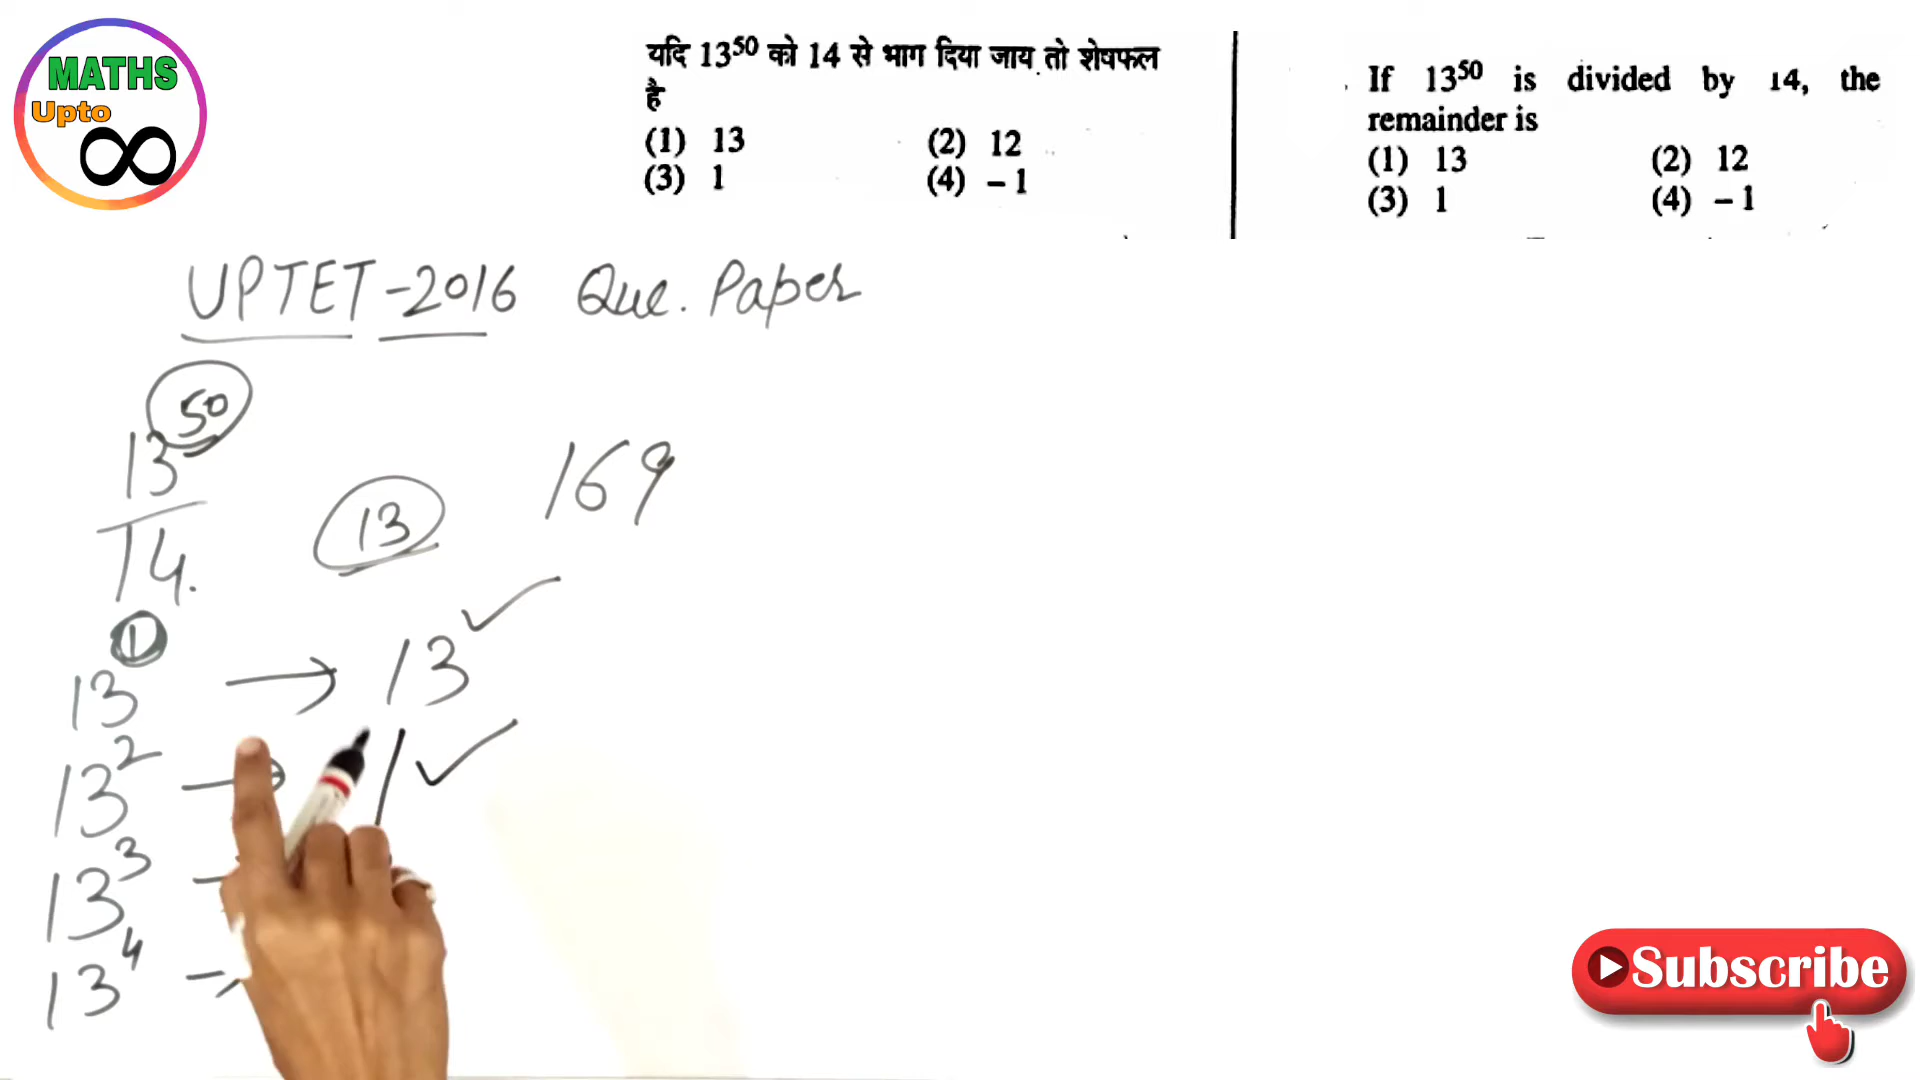 MATHS
Upto
∞
यदि 13⁵⁰ को 14 से भाग दिया जाय तो शेषफल
है
(1) 13 (2) 12
(3) 1 (4) – 1
If 13⁵⁰ is divided by 14, the
remainder is
(1) 13 (2) 12
(3) 1 (4) – 1
UPTET-2016 Que. Paper
13⁵⁰
14.
13
169
13¹ → 13 ✓
13² → 1 ✓
13³ –
13⁴ →
Subscribe